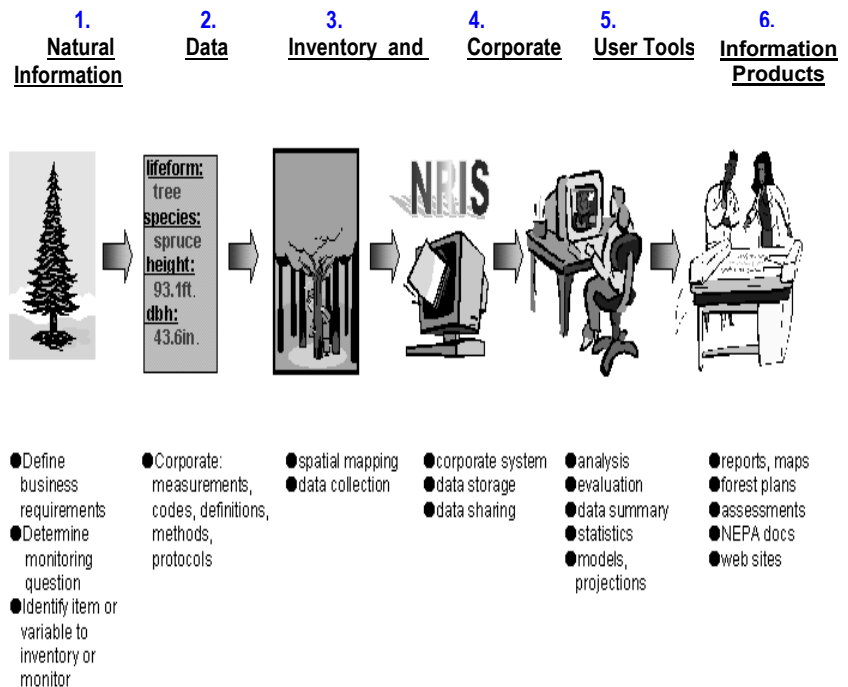 1.
Natural
Information
2.
Data
3.
Inventory and
4.
Corporate
5.
User Tools
6.
Information
Products
lifeform:
tree
species:
spruce
height:
93.1ft.
dbh:
43.6in.
NRIS
●Define
business
requirements
●Determine
monitoring
question
●Identify item or
variable to
inventory or
monitor
●Corporate:
measurements,
codes, definitions,
methods,
protocols
●spatial mapping
●data collection
●corporate system
●data storage
●data sharing
●analysis
●evaluation
●data summary
●statistics
●models,
projections
●reports, maps
●forest plans
●assessments
●NEPA docs
●web sites